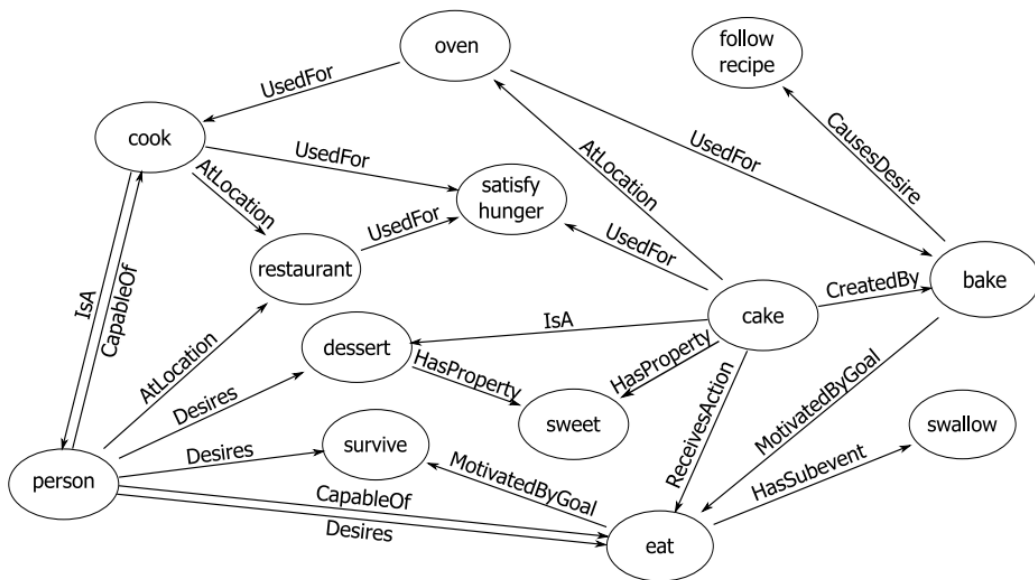 oven
follow
recipe
UsedFor
cook
UsedFor
UsedFor
CausesDesire
AtLocation
AtLocation
satisfy
hunger
UsedFor
restaurant
UsedFor
bake
CreatedBy
IsA
CapableOf
cake
IsA
dessert
HasProperty
HasProperty
AtLocation
Desires
sweet
ReceivesAction
MotivatedByGoal
swallow
survive
Desires
MotivatedByGoal
HasSubevent
person
CapableOf
Desires
eat